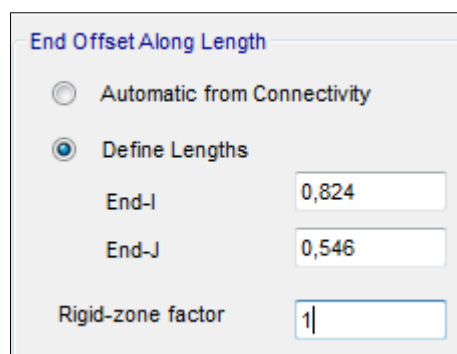 End Offset Along Length
Automatic from Connectivity
Define Lengths
End-I 0,824
End-J 0,546
Rigid-zone factor 1